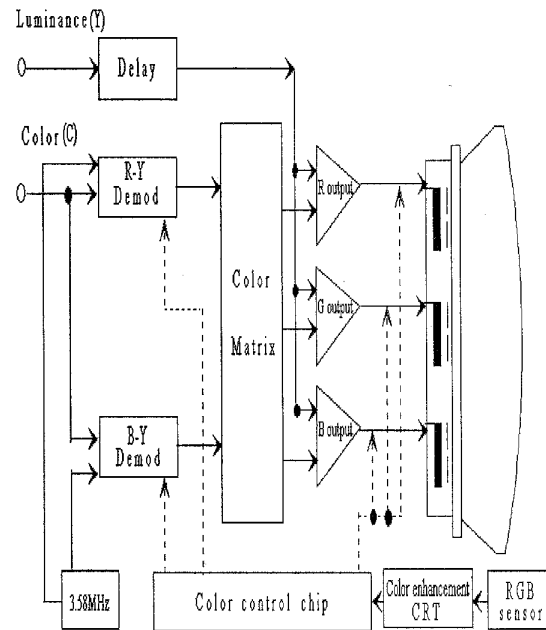 Luminance(Y)
Delay
Color(C)
R-Y
Demod
R output
Color
Matrix
G output
B output
B-Y
Demod
3.58MHz
Color control chip
Color enhancement
CRT
RGB
sensor